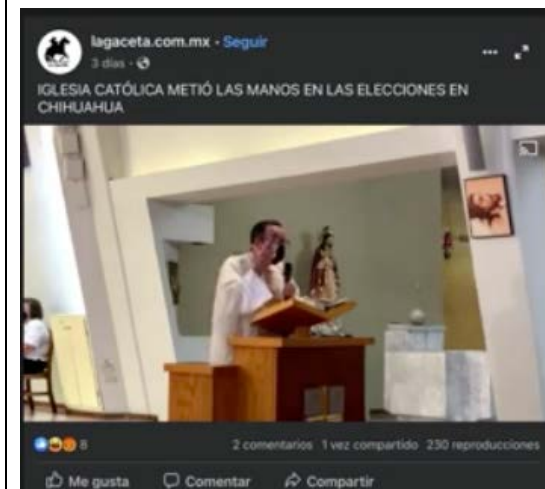 lagaceta.com.mx · Seguir
3 días ·
IGLESIA CATÓLICA METIÓ LAS MANOS EN LAS ELECCIONES EN
CHIHUAHUA
8
2 comentarios 1 vez compartido 230 reproducciones
Me gusta Comentar Compartir